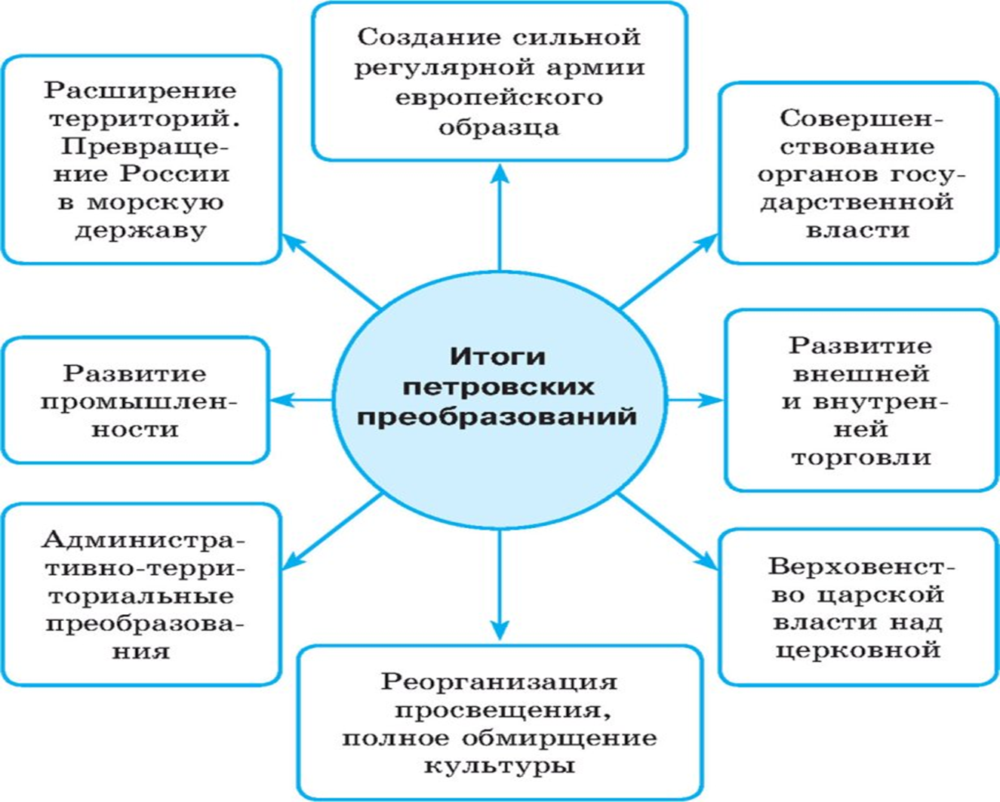 Создание сильной
регулярной армии
европейского
образца
Расширение
территорий.
Превраще-
ние России
в морскую
державу
Совершен-
ствование
органов госу-
дарственной
власти
Итоги
петровских
преобразований
Развитие
промышлен-
ности
Развитие
внешней
и внутрен-
ней
торговли
Административно-терри-
ториальные
преобразова-
ния
Верховенст-
во царской
власти над
церковной
Реорганизация
просвещения,
полное обмирщение
культуры